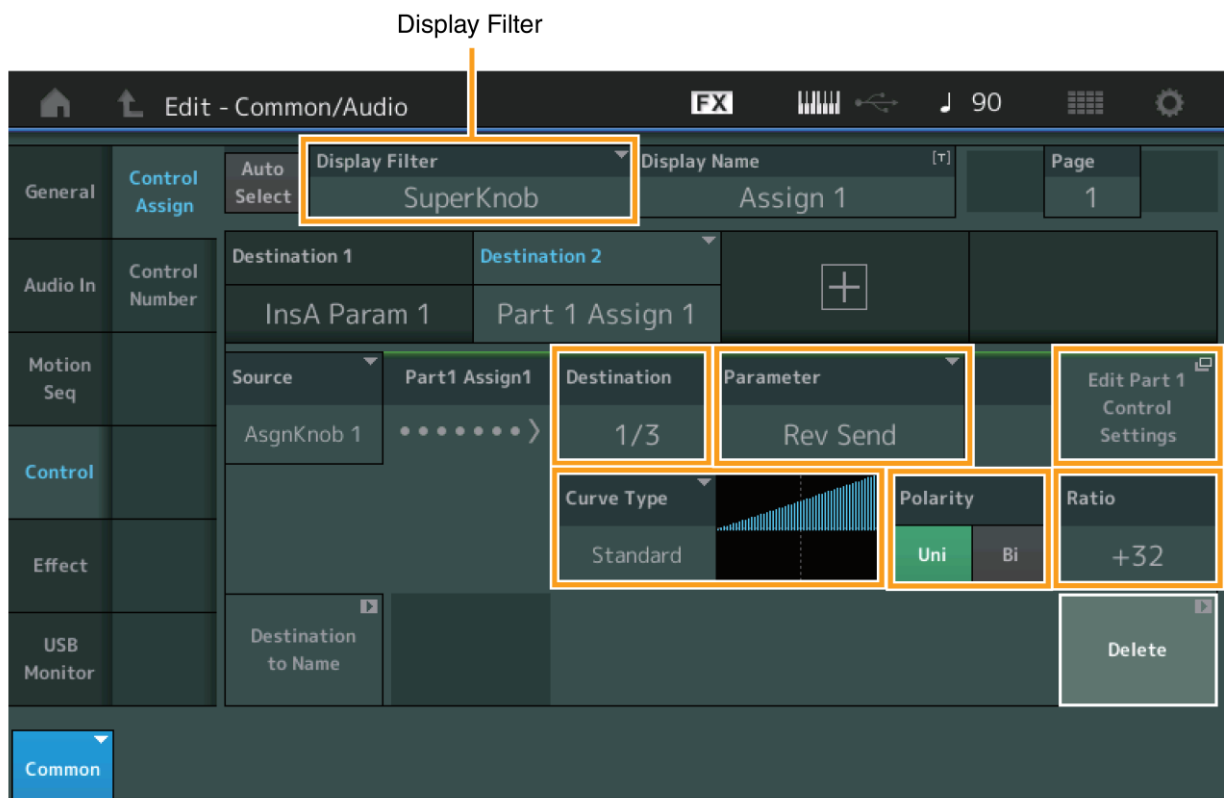 Display Filter
Edit - Common/Audio
FX
90
General
Control
Assign
Auto
Select
Display Filter
SuperKnob
Display Name
[T]
Assign 1
Page
1
Audio In
Control
Number
Destination 1
InsA Param 1
Destination 2
Part 1 Assign 1
Motion
Seq
Source
AsgnKnob 1
Part1 Assign1
Destination
1/3
Parameter
Rev Send
Edit Part 1
Control
Settings
Control
Curve Type
Standard
Polarity
Uni
Bi
Ratio
+32
Effect
USB
Monitor
Destination
to Name
Delete
Common